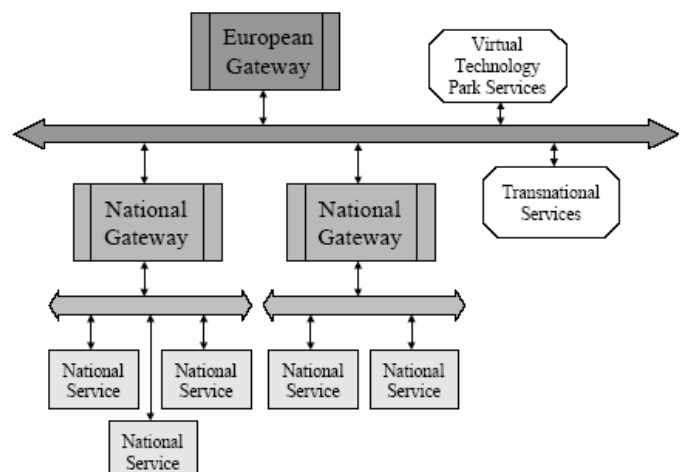 European
Gateway
Virtual
Technology
Park Services
National
Gateway
National
Gateway
Transnational
Services
National
Service
National
Service
National
Service
National
Service
National
Service